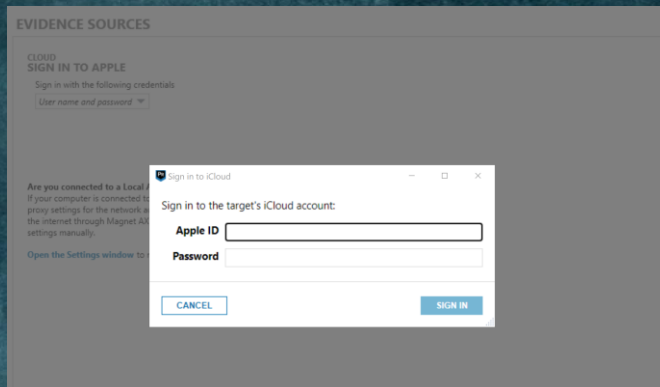 EVIDENCE SOURCES
CLOUD
SIGN IN TO APPLE
Sign in with the following credentials
User name and password
Sign in to iCloud
Sign in to the target's iCloud account:
Apple ID
Password
CANCEL
SIGN IN
Are you connected to a Local
If your computer is connected to
proxy settings for the network a
the internet through Magnet AX
settings manually.
Open the Settings window to